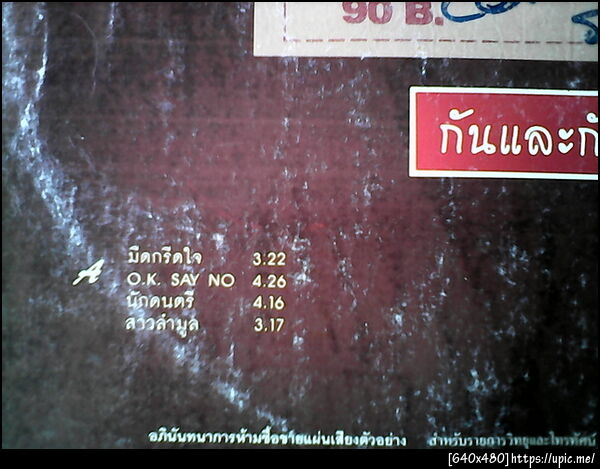 90 B.
กันและกั
A
มีดกรีดใจ 3.22
O.K. SAY NO 4.26
นักดนตรี 4.16
สาวลำมูล 3.17
อภินันทนาการห้ามซื้อขายแผ่นเสียงตัวอย่าง สำหรับรายการวิทยุและโทรทัศน์
[640x480]https://upic.me/